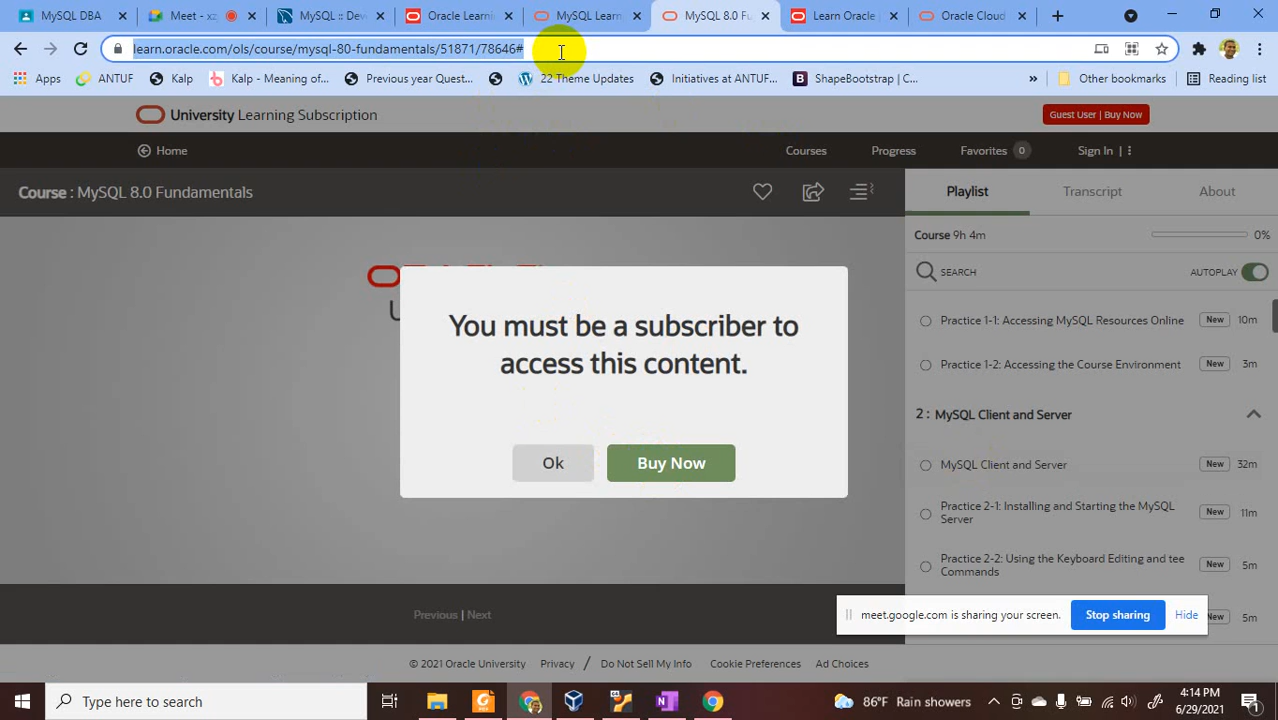 MySQL DBA
Meet - xz
MySQL :: Dev
Oracle Learni
MySQL Learn
MySQL 8.0 Fu
Learn Oracle
Oracle Cloud
learn.oracle.com/ols/course/mysql-80-fundamentals/51871/78646#
Apps
ANTUF
Kalp
Kalp - Meaning of...
Previous year Quest...
22 Theme Updates
Initiatives at ANTUF...
ShapeBootstrap | C...
»
Other bookmarks
Reading list
University Learning Subscription
Guest User | Buy Now
Home
Courses
Progress
Favorites 0
Sign In
Course : MySQL 8.0 Fundamentals
Playlist
Transcript
About
Course 9h 4m
0%
SEARCH
AUTOPLAY
Practice 1-1: Accessing MySQL Resources Online New 10m
Practice 1-2: Accessing the Course Environment New 3m
2 : MySQL Client and Server
MySQL Client and Server New 32m
Practice 2-1: Installing and Starting the MySQL
Server New 11m
Practice 2-2: Using the Keyboard Editing and tee
Commands New 5m
New 5m
You must be a subscriber to
access this content.
Ok
Buy Now
Previous | Next
meet.google.com is sharing your screen.
Stop sharing
Hide
© 2021 Oracle University
Privacy
/
Do Not Sell My Info
Cookie Preferences
Ad Choices
Type here to search
86°F Rain showers
4:14 PM
6/29/2021
1